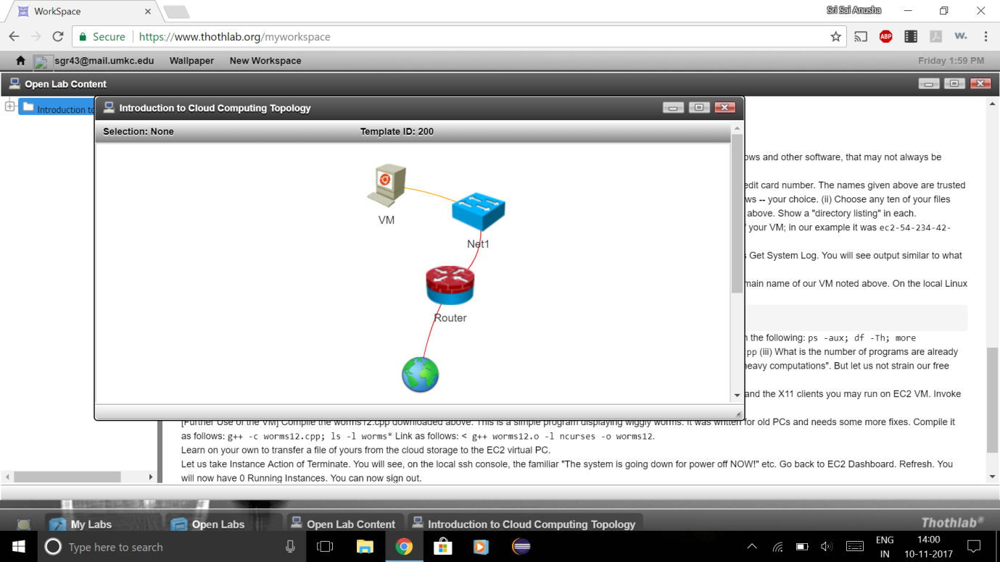 WorkSpace
Sri Sai Anusha
Secure
https://www.thothlab.org/myworkspace
ABP
w.
sgr43@mail.umkc.edu
Wallpaper
New Workspace
Friday 1:59 PM
Open Lab Content
Introduction to
Introduction to Cloud Computing Topology
Selection: None
Template ID: 200
VM
Net1
Router
ows and other software, that may not always be
edit card number. The names given above are trusted
ws -- your choice. (ii) Choose any ten of your files
above. Show a "directory listing" in each.
f your VM; in our example it was ec2-54-234-42-
s Get System Log. You will see output similar to what
main name of our VM noted above. On the local Linux
n the following: ps -aux; df -Th; more
pp (iii) What is the number of programs are already
heavy computations". But let us not strain our free
and the X11 clients you may run on EC2 VM. Invoke
[Further Use of the VM] Compile the worms12.cpp downloaded above. This is a simple program displaying wiggly worms. It was written for old PCs and needs some more fixes. Compile it
as follows: g++ -c worms12.cpp; ls -l worms* Link as follows: < g++ worms12.o -l ncurses -o worms12.
Learn on your own to transfer a file of yours from the cloud storage to the EC2 virtual PC.
Let us take Instance Action of Terminate. You will see, on the local ssh console, the familiar "The system is going down for power off NOW!" etc. Go back to EC2 Dashboard. Refresh. You
will now have 0 Running Instances. You can now sign out.
My Labs
Open Labs
Open Lab Content
Introduction to Cloud Computing Topology
Thothlab®
Type here to search
ENG
IN
14:00
10-11-2017